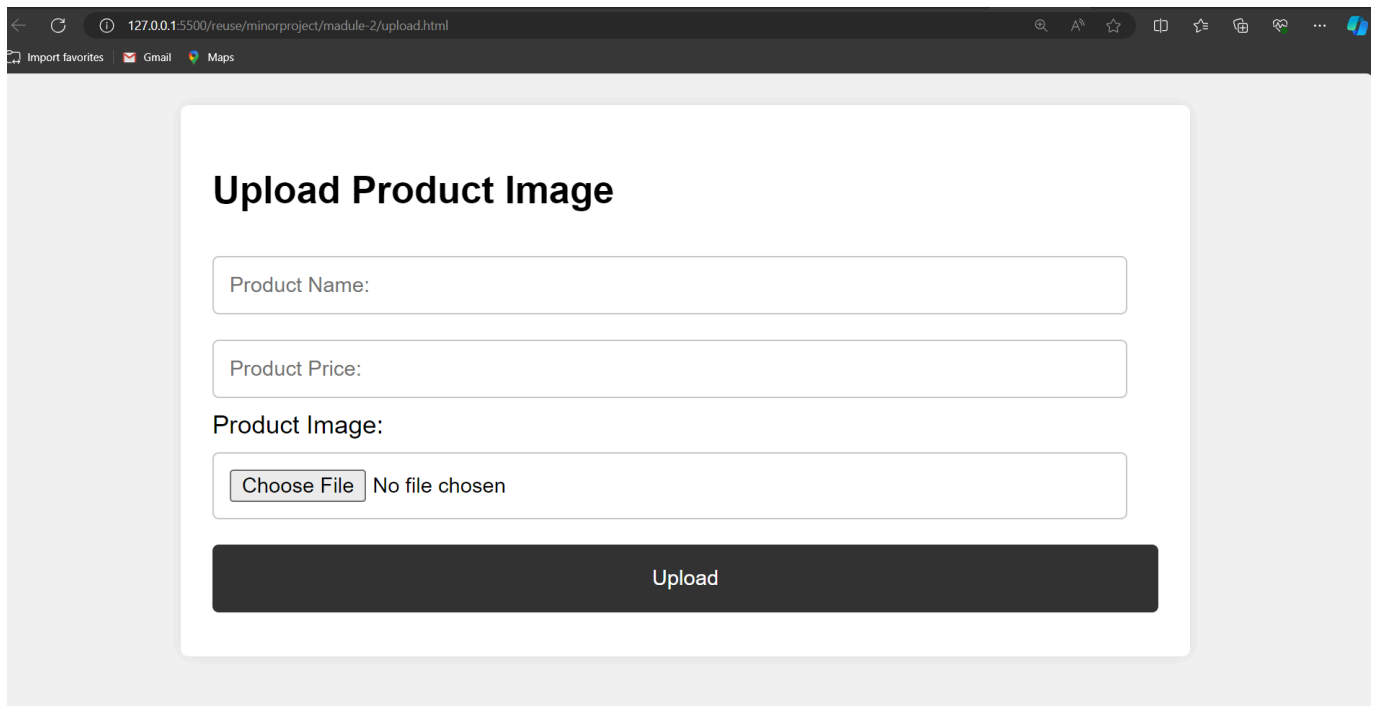 127.0.0.1:5500/reuse/minorproject/madule-2/upload.html
Import favorites Gmail Maps
Upload Product Image
Product Name:
Product Price:
Product Image:
Choose File No file chosen
Upload